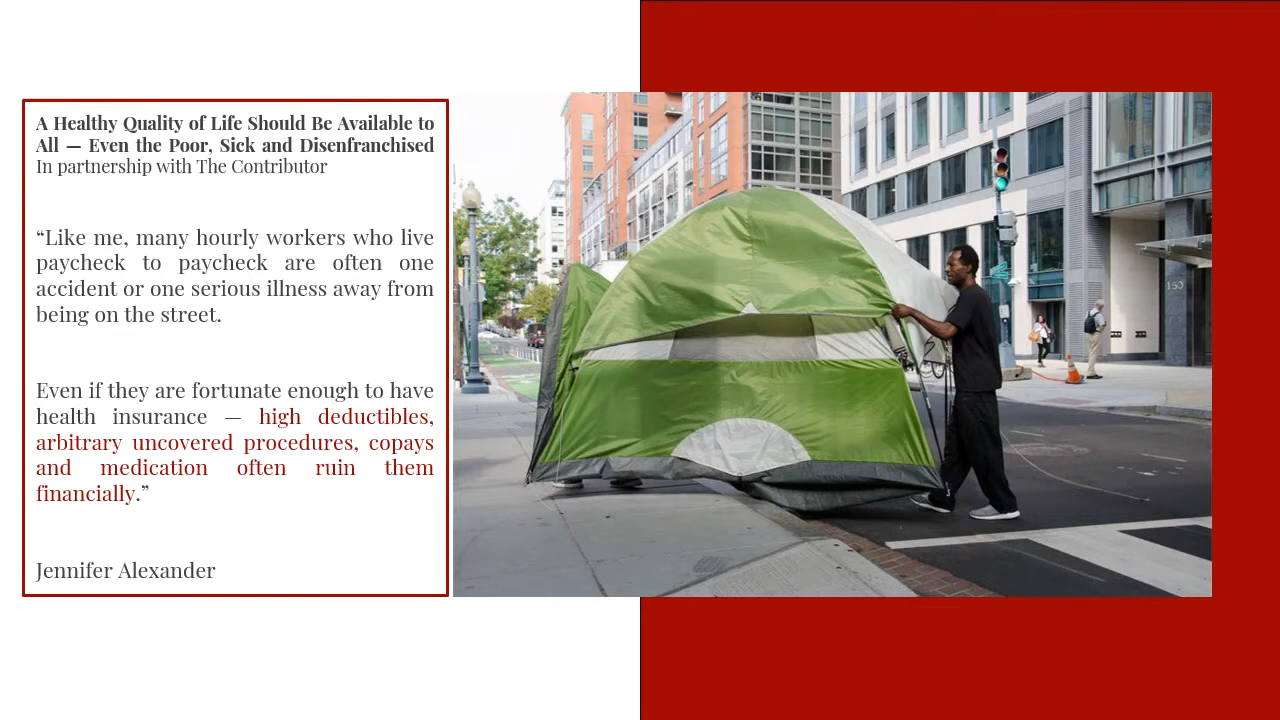 A Healthy Quality of Life Should Be Available to
All — Even the Poor, Sick and Disenfranchised
In partnership with The Contributor
“Like me, many hourly workers who live
paycheck to paycheck are often one
accident or one serious illness away from
being on the street.
Even if they are fortunate enough to have
health insurance — high deductibles,
arbitrary uncovered procedures, copays
and medication often ruin them
financially.”
Jennifer Alexander
150